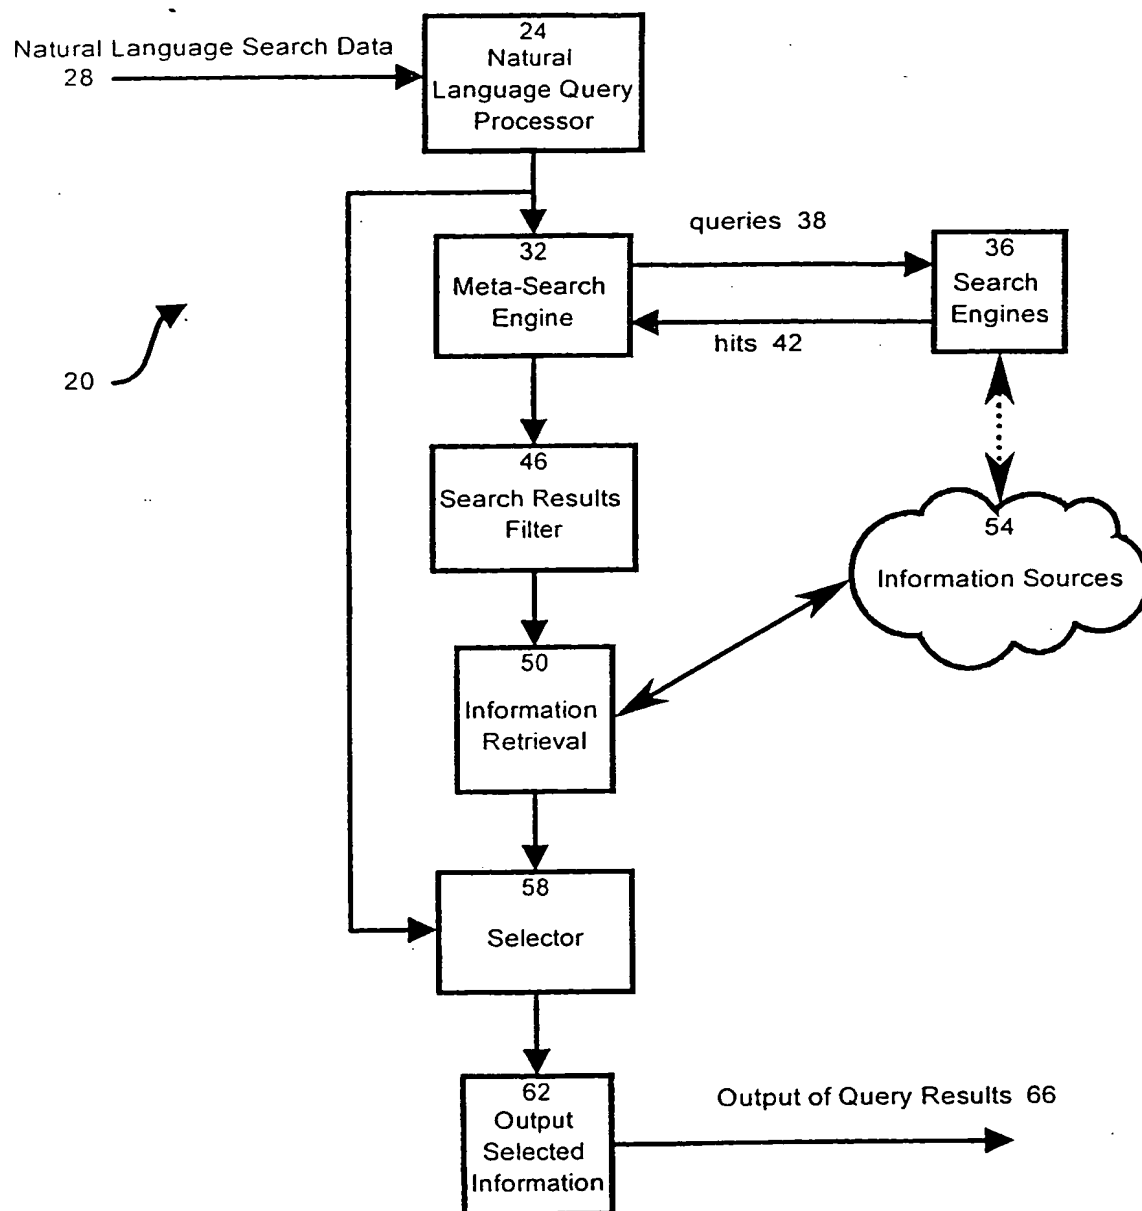 Natural Language Search Data
28
24
Natural
Language Query
Processor
queries 38
32
Meta-Search
Engine
36
Search
Engines
hits 42
20
46
Search Results
Filter
54
Information Sources
50
Information
Retrieval
58
Selector
62
Output
Selected
Information
Output of Query Results 66